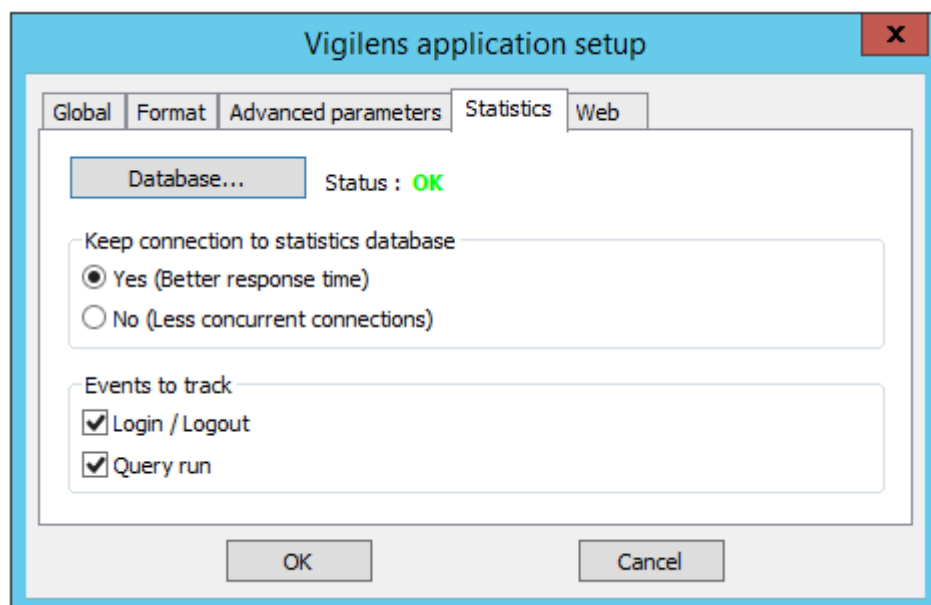 Vigilens application setup
x
Global Format Advanced parameters Statistics Web
Database... Status : OK
Keep connection to statistics database
Yes (Better response time)
No (Less concurrent connections)
Events to track
Login / Logout
Query run
OK Cancel